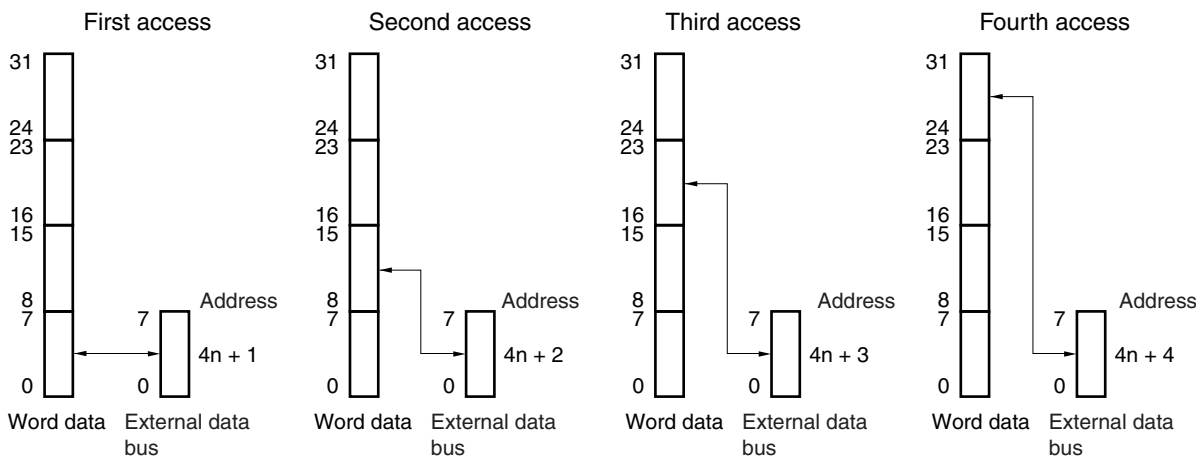 First access
31
24
23
16
15
8
7
0
Word data
7
0
Address
4n + 1
External data
bus
Second access
31
24
23
16
15
8
7
0
Word data
7
0
Address
4n + 2
External data
bus
Third access
31
24
23
16
15
8
7
0
Word data
7
0
Address
4n + 3
External data
bus
Fourth access
31
24
23
16
15
8
7
0
Word data
7
0
Address
4n + 4
External data
bus